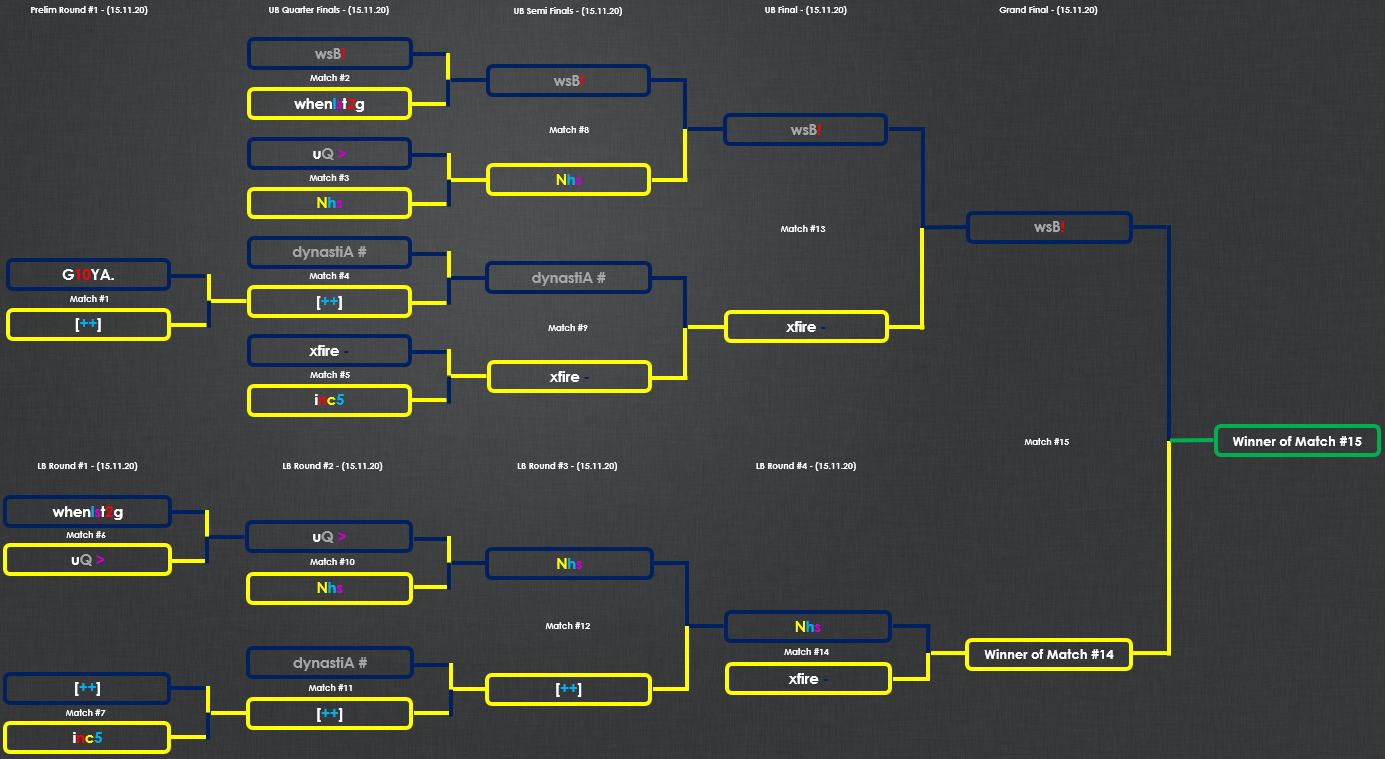 Prelim Round #1 - (15.11.20)
UB Quarter Finals - (15.11.20)
UB Semi Finals - (15.11.20)
UB Final - (15.11.20)
Grand Final - (15.11.20)
wsB!
Match #2
whenIst2g
uQ >
Match #3
Nhs
dynastiA #
Match #4
[++]
xfire -
Match #5
inc5
G10YA.
Match #1
[++]
wsB!
Match #8
Nhs
dynastiA #
Match #9
xfire -
wsB!
Match #13
xfire -
wsB!
Match #15
Winner of Match #15
LB Round #1 - (15.11.20)
LB Round #2 - (15.11.20)
LB Round #3 - (15.11.20)
LB Round #4 - (15.11.20)
whenIst2g
Match #6
uQ >
[++]
Match #7
inc5
uQ >
Match #10
Nhs
dynastiA #
Match #11
[++]
Nhs
Match #12
[++]
Nhs
Match #14
xfire -
Winner of Match #14